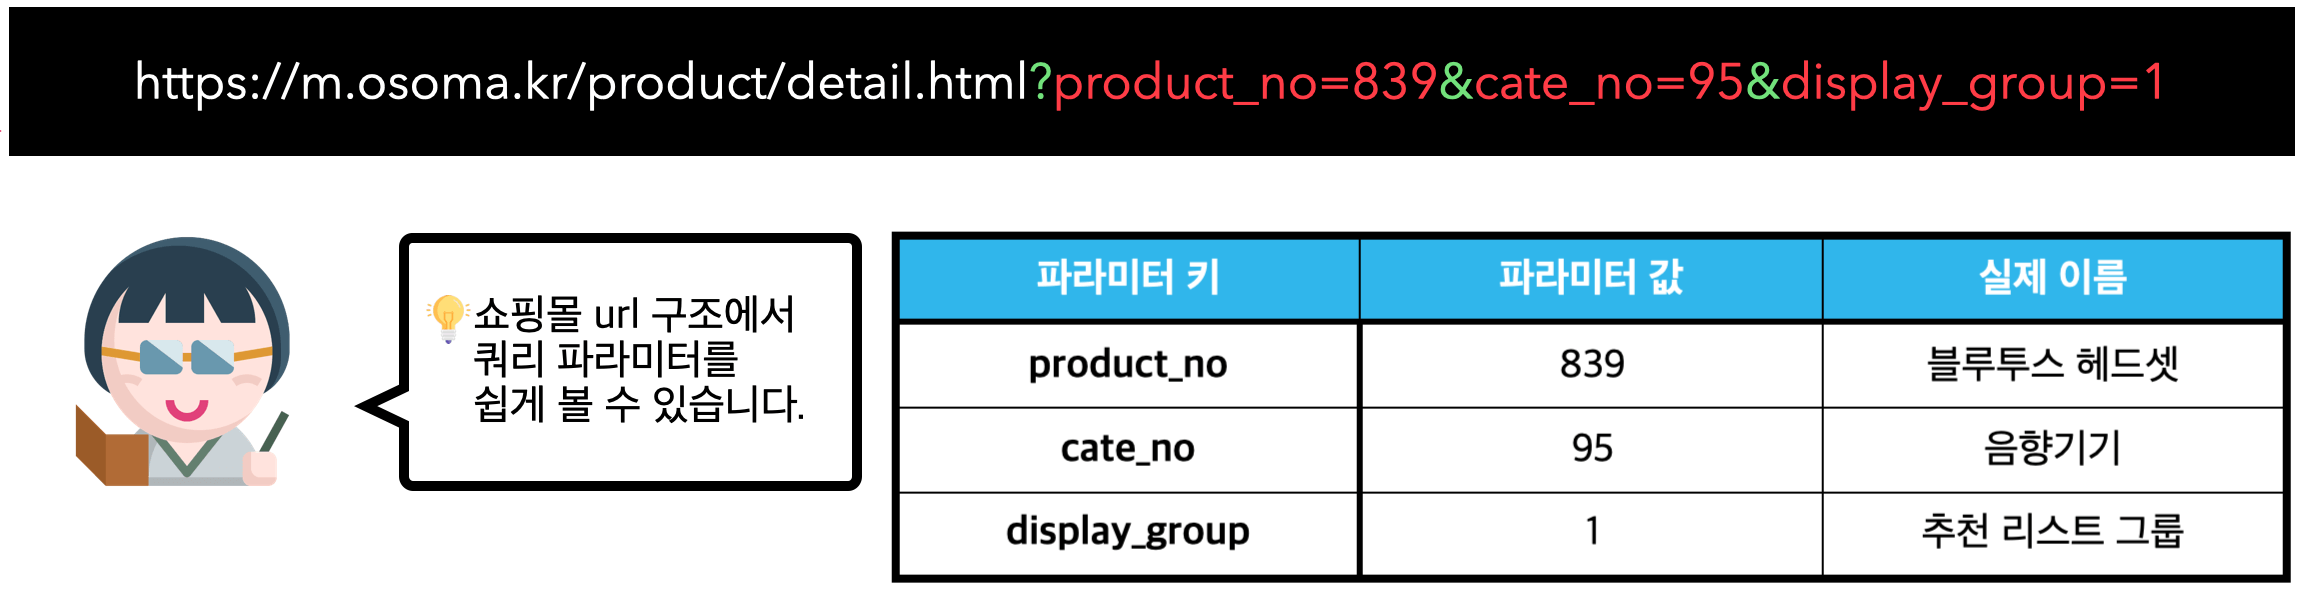 https://m.osoma.kr/product/detail.html?product_no=839&cate_no=95&display_group=1
쇼핑몰 url 구조에서
쿼리 파라미터를
쉽게 볼 수 있습니다.
파라미터 키 파라미터 값 실제 이름
product_no 839 블루투스 헤드셋
cate_no 95 음향기기
display_group 1 추천 리스트 그룹